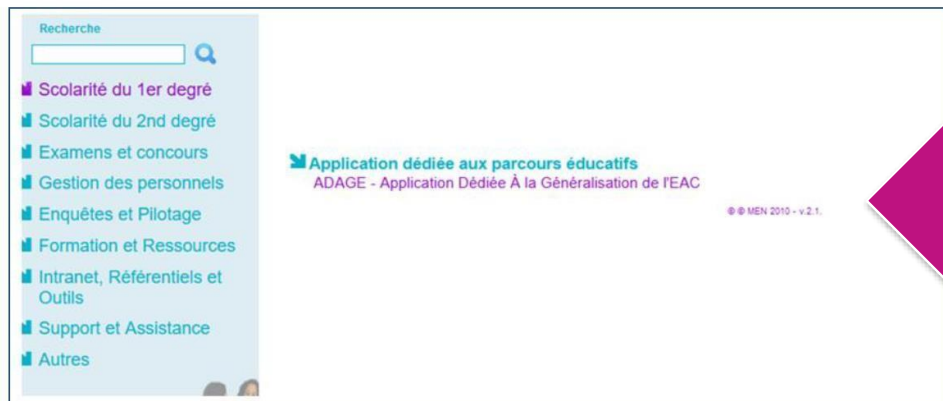 Recherche
Scolarité du 1er degré
Scolarité du 2nd degré
Examens et concours
Gestion des personnels
Enquêtes et Pilotage
Formation et Ressources
Intranet, Référentiels et
Outils
Support et Assistance
Autres
Application dédiée aux parcours éducatifs
ADAGE - Application Dédiée À la Généralisation de l'EAC
© © MEN 2010 - v.2.1.